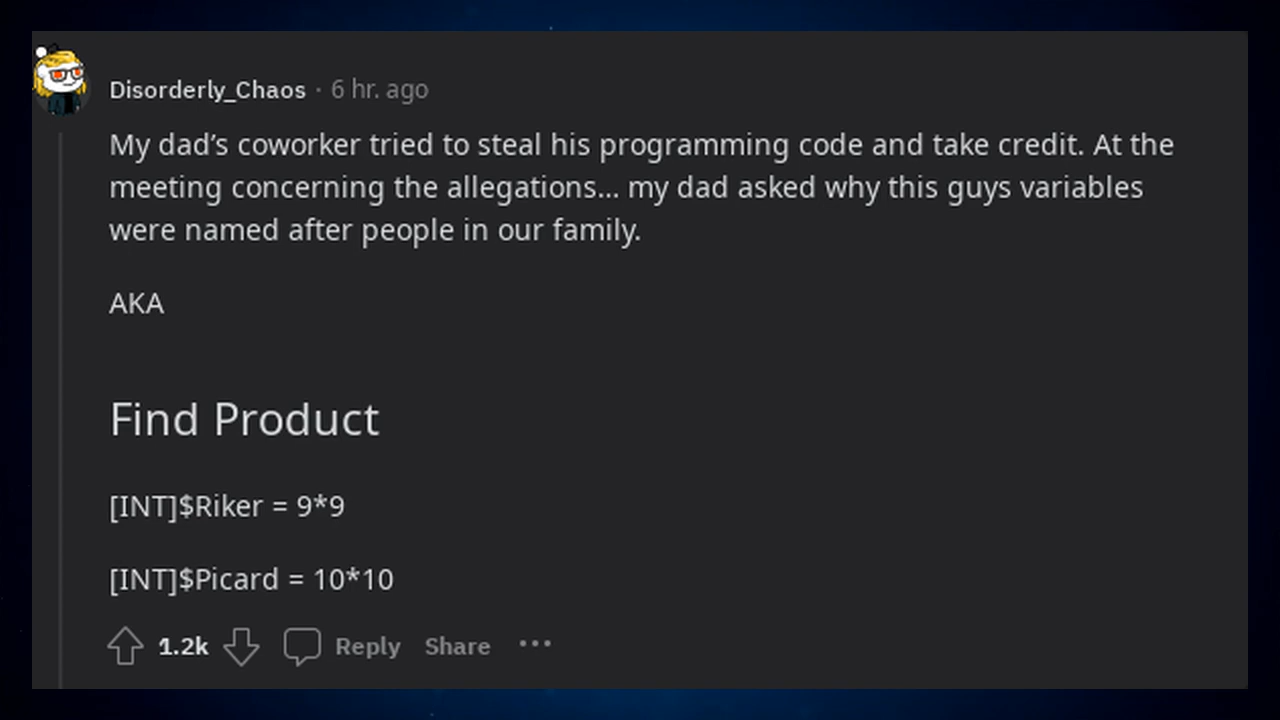 Disorderly_Chaos · 6 hr. ago
My dad’s coworker tried to steal his programming code and take credit. At the
meeting concerning the allegations... my dad asked why this guys variables
were named after people in our family.
AKA
Find Product
[INT]$Riker = 9*9
[INT]$Picard = 10*10
1.2k Reply Share •••